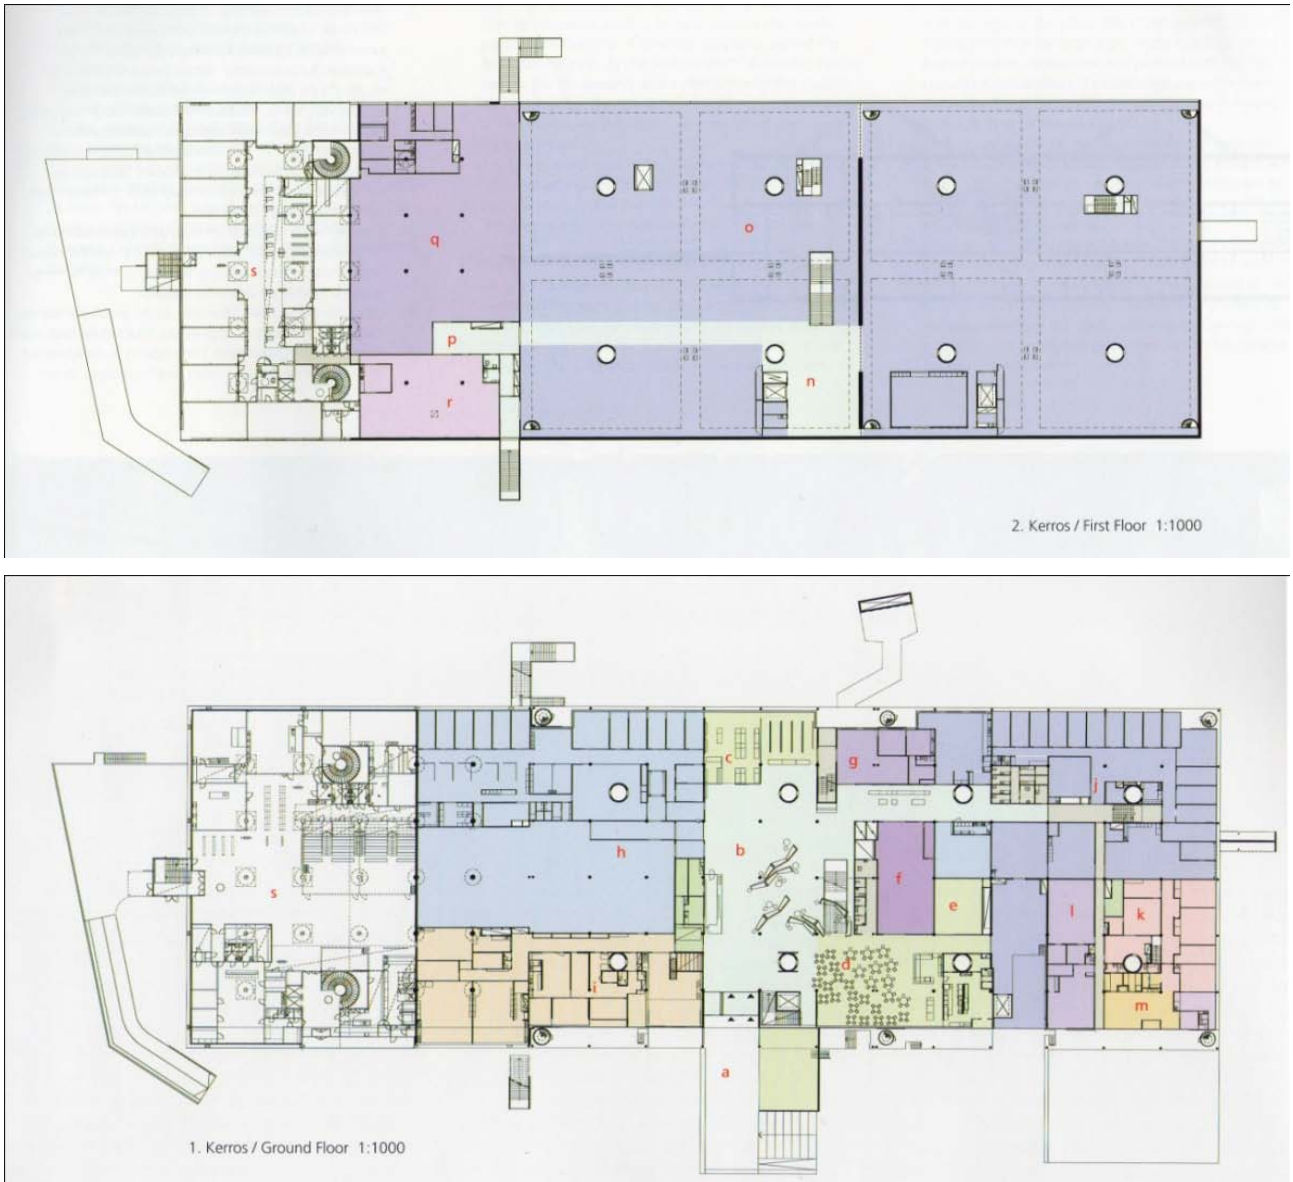 q
o
s
p
n
r
2. Kerros / First Floor 1:1000
c
g
j
b
h
f
s
e
l
k
d
i
m
a
1. Kerros / Ground Floor 1:1000